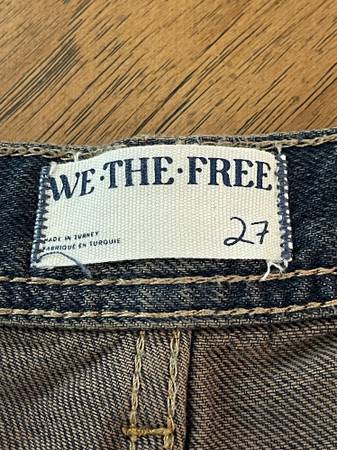 WE·THE·FREE
MADE IN TURKEY
FABRIQUÉ EN TURQUIE
27